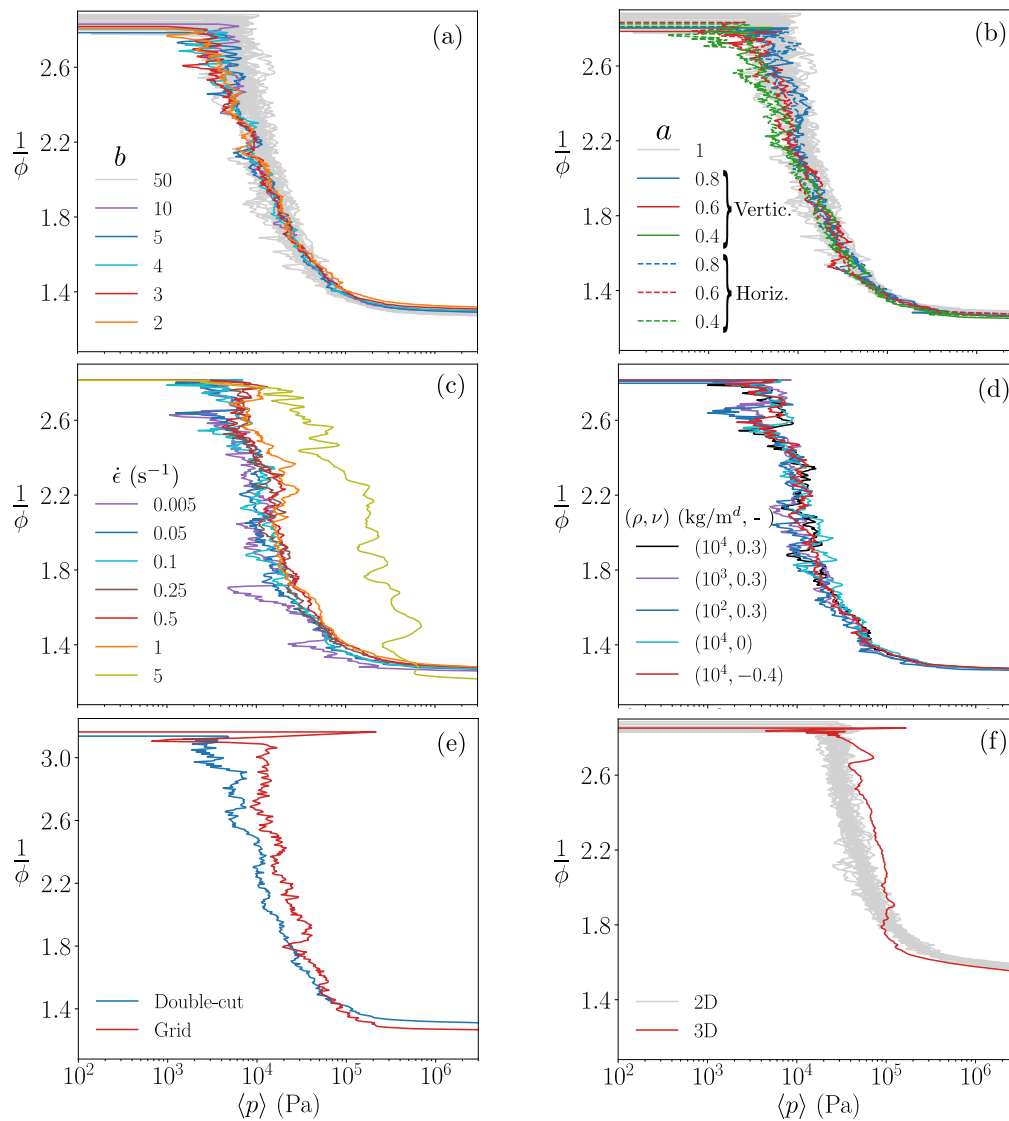 (a)
2.6
2.2
1/ϕ
1.8
1.4
b
50
10
5
4
3
2
(b)
2.6
2.2
1/ϕ
1.8
1.4
a
1
0.8
0.6 Vertic.
0.4
0.8
0.6 Horiz.
0.4
(c)
2.6
2.2
1/ϕ
1.8
1.4
ϵ̇ (s⁻¹)
0.005
0.05
0.1
0.25
0.5
1
5
(d)
2.6
2.2
1/ϕ
1.8
1.4
(ρ, ν) (kg/mᵈ, - )
(10⁴, 0.3)
(10³, 0.3)
(10², 0.3)
(10⁴, 0)
(10⁴, −0.4)
(e)
3.0
2.6
1/ϕ
2.2
1.8
1.4
Double-cut
Grid
10² 10³ 10⁴ 10⁵ 10⁶
⟨p⟩ (Pa)
(f)
2.6
2.2
1/ϕ
1.8
1.4
2D
3D
10² 10³ 10⁴ 10⁵ 10⁶
⟨p⟩ (Pa)